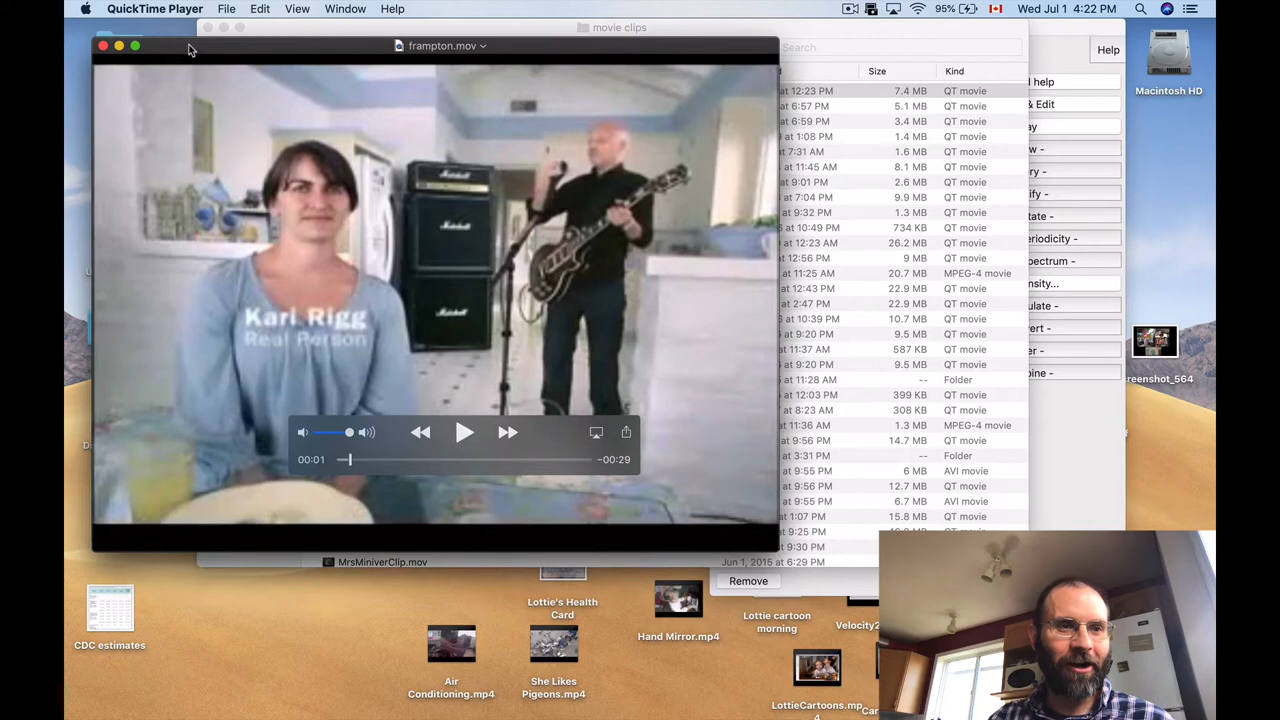 QuickTime Player File Edit View Window Help 95% Wed Jul 1 4:22 PM
movie clips
frampton.mov
Search
Help
Size Kind
Macintosh HD
at 12:23 PM 7.4 MB QT movie
l help
at 6:57 PM 5.1 MB QT movie
& Edit
at 6:59 PM 3.4 MB QT movie
ay
9 at 1:08 PM 1.4 MB QT movie
w -
at 7:31 AM 1.6 MB QT movie
at 11:45 AM 8.1 MB QT movie
ery -
at 9:01 PM 2.6 MB QT movie
ify -
at 7:04 PM 9.9 MB QT movie
at 9:32 PM 1.3 MB QT movie
tate -
6 at 10:49 PM 734 KB QT movie
eriodicity -
at 12:23 AM 26.2 MB QT movie
at 12:56 PM 9 MB QT movie
pectrum -
at 11:25 AM 20.7 MB MPEG-4 movie
nsity...
at 12:43 PM 22.9 MB QT movie
at 2:47 PM 22.9 MB QT movie
ulate -
at 10:39 PM 10.7 MB QT movie
vert -
at 9:20 PM 9.5 MB QT movie
er -
at 11:37 AM 587 KB QT movie
at 9:20 PM 9.5 MB QT movie
bine -
at 11:28 AM -- Folder
reenshot_564
at 12:03 PM 399 KB QT movie
at 8:23 AM 308 KB QT movie
at 11:36 AM 1.3 MB MPEG-4 movie
at 9:56 PM 14.7 MB QT movie
at 3:31 PM -- Folder
at 9:55 PM 6 MB AVI movie
at 9:56 PM 12.7 MB QT movie
at 9:55 PM 6.7 MB AVI movie
at 1:07 PM 15.8 MB QT movie
at 9:25 PM
at 9:30 PM
Marshall
Marshall
Marshall
Kari Rigg
Real Person
00:01 -00:29
MrsMiniverClip.mov Jun 1, 2015 at 6:29 PM
Remove
CDC estimates
Lottie's Health
Card
Hand Mirror.mp4
Lottie cartoon
morning
Velocity2
Air
Conditioning.mp4
She Likes
Pigeons.mp4
LottieCartoons.mp
4
Car